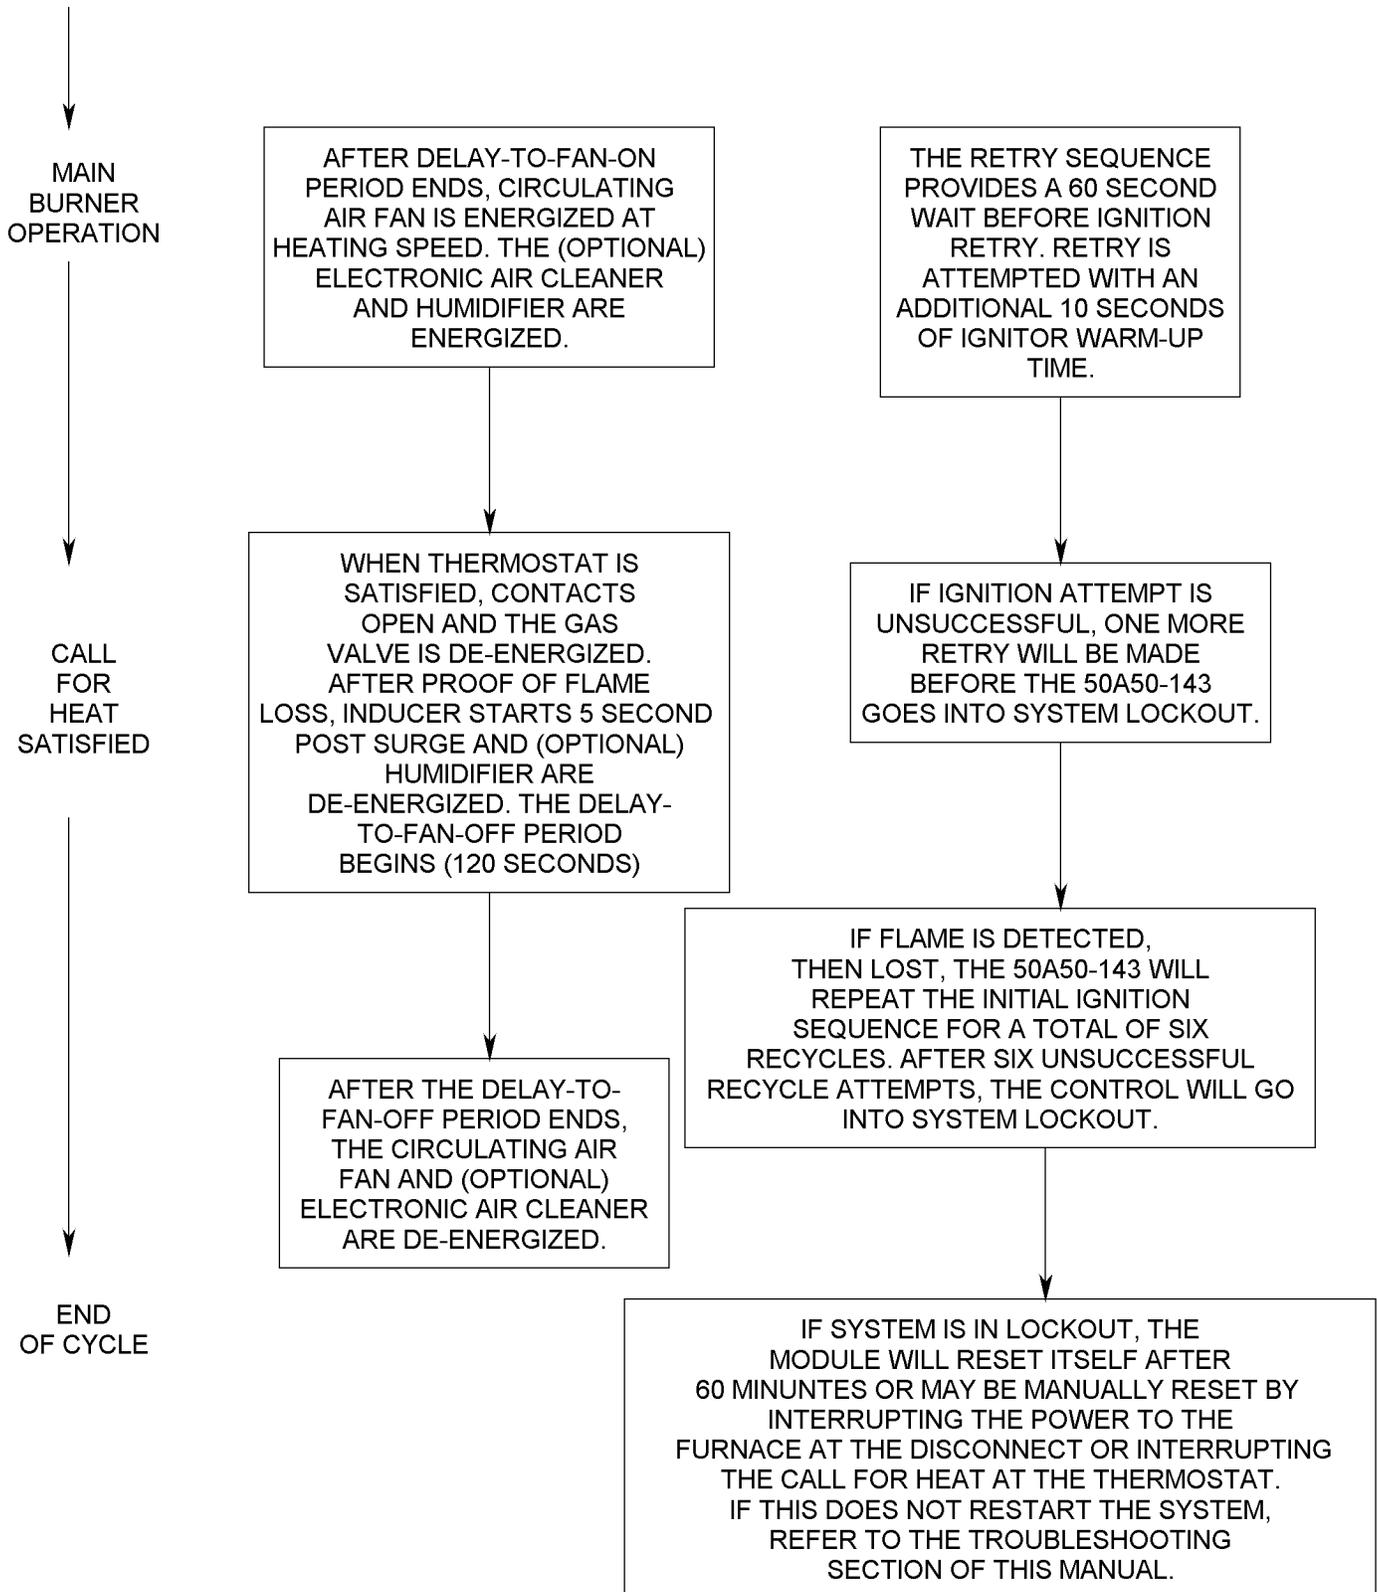 MAIN
BURNER
OPERATION
CALL
FOR
HEAT
SATISFIED
END
OF CYCLE
AFTER DELAY-TO-FAN-ON
PERIOD ENDS, CIRCULATING
AIR FAN IS ENERGIZED AT
HEATING SPEED. THE (OPTIONAL)
ELECTRONIC AIR CLEANER
AND HUMIDIFIER ARE
ENERGIZED.
WHEN THERMOSTAT IS
SATISFIED, CONTACTS
OPEN AND THE GAS
VALVE IS DE-ENERGIZED.
AFTER PROOF OF FLAME
LOSS, INDUCER STARTS 5 SECOND
POST SURGE AND (OPTIONAL)
HUMIDIFIER ARE
DE-ENERGIZED. THE DELAY-
TO-FAN-OFF PERIOD
BEGINS (120 SECONDS)
AFTER THE DELAY-TO-
FAN-OFF PERIOD ENDS,
THE CIRCULATING AIR
FAN AND (OPTIONAL)
ELECTRONIC AIR CLEANER
ARE DE-ENERGIZED.
THE RETRY SEQUENCE
PROVIDES A 60 SECOND
WAIT BEFORE IGNITION
RETRY. RETRY IS
ATTEMPTED WITH AN
ADDITIONAL 10 SECONDS
OF IGNITOR WARM-UP
TIME.
IF IGNITION ATTEMPT IS
UNSUCCESSFUL, ONE MORE
RETRY WILL BE MADE
BEFORE THE 50A50-143
GOES INTO SYSTEM LOCKOUT.
IF FLAME IS DETECTED,
THEN LOST, THE 50A50-143 WILL
REPEAT THE INITIAL IGNITION
SEQUENCE FOR A TOTAL OF SIX
RECYCLES. AFTER SIX UNSUCCESSFUL
RECYCLE ATTEMPTS, THE CONTROL WILL GO
INTO SYSTEM LOCKOUT.
IF SYSTEM IS IN LOCKOUT, THE
MODULE WILL RESET ITSELF AFTER
60 MINUNTES OR MAY BE MANUALLY RESET BY
INTERRUPTING THE POWER TO THE
FURNACE AT THE DISCONNECT OR INTERRUPTING
THE CALL FOR HEAT AT THE THERMOSTAT.
IF THIS DOES NOT RESTART THE SYSTEM,
REFER TO THE TROUBLESHOOTING
SECTION OF THIS MANUAL.